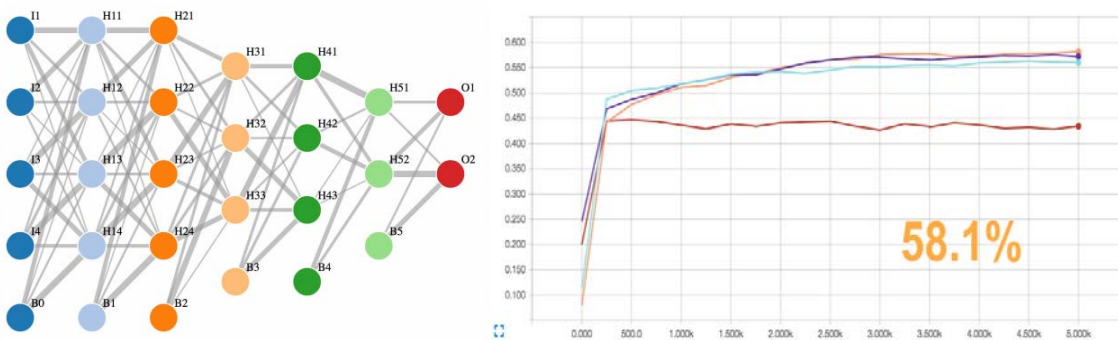 I1 H11 H21
H31 H41
I2 H12 H22 H51 O1
H32 H42
I3 H13 H23 H52 O2
H33 H43
I4 H14 H24 B5
B3 B4
B0 B1 B2
0.600
0.550
0.500
0.450
0.400
0.350
0.300
0.250
0.200
0.150
0.100
58.1%
0.000 500.0 1.000k 1.500k 2.000k 2.500k 3.000k 3.500k 4.000k 4.500k 5.000k